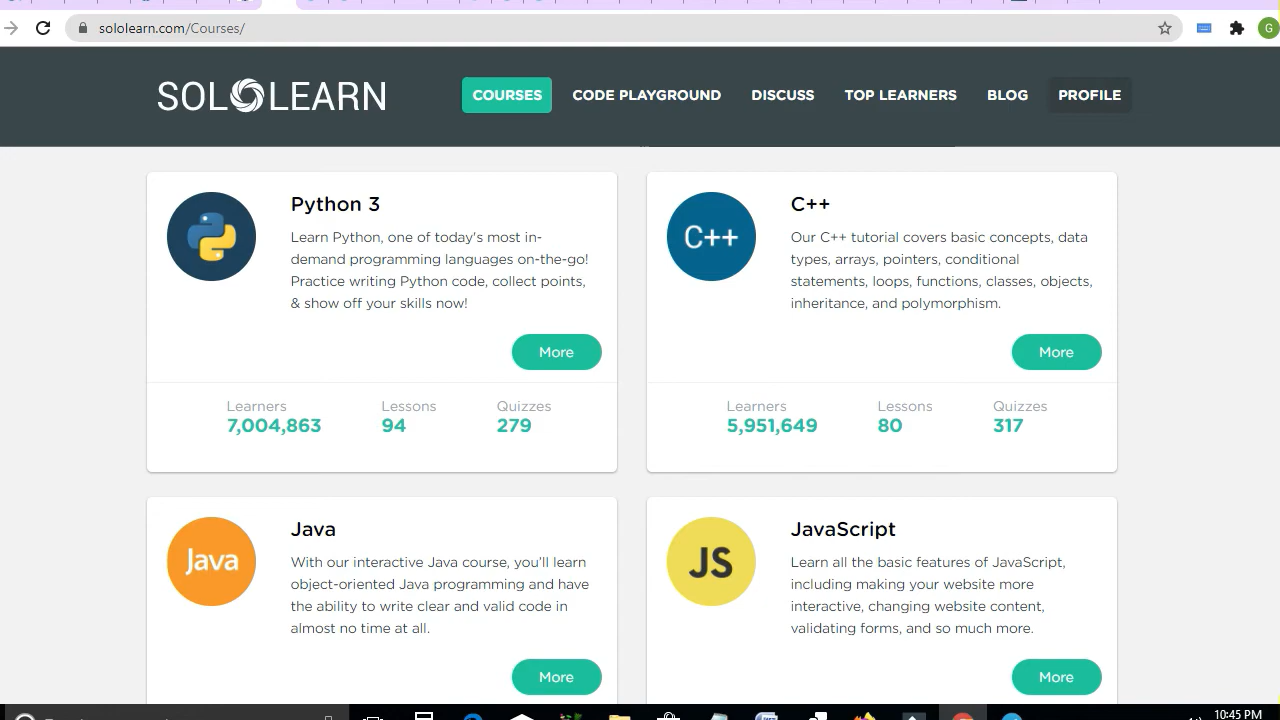 sololearn.com/Courses/
G
SOLOLEARN
COURSES
CODE PLAYGROUND
DISCUSS
TOP LEARNERS
BLOG
PROFILE
Python 3
Learn Python, one of today's most in-
demand programming languages on-the-go!
Practice writing Python code, collect points,
& show off your skills now!
More
Learners
Lessons
Quizzes
7,004,863
94
279
C++
C++
Our C++ tutorial covers basic concepts, data
types, arrays, pointers, conditional
statements, loops, functions, classes, objects,
inheritance, and polymorphism.
More
Learners
Lessons
Quizzes
5,951,649
80
317
Java
Java
With our interactive Java course, you'll learn
object-oriented Java programming and have
the ability to write clear and valid code in
almost no time at all.
More
JS
JavaScript
Learn all the basic features of JavaScript,
including making your website more
interactive, changing website content,
validating forms, and so much more.
More
10:45 PM